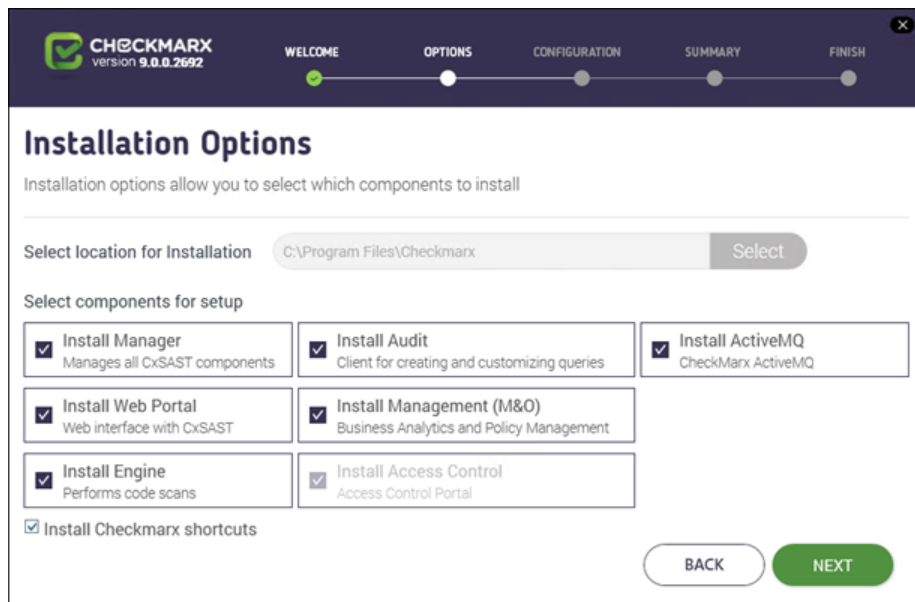 CHECKMARX
version 9.0.0.2692
WELCOME
OPTIONS
CONFIGURATION
SUMMARY
FINISH
Installation Options
Installation options allow you to select which components to install
Select location for Installation
C:\Program Files\Checkmarx
Select
Select components for setup
Install Manager
Manages all CxSAST components
Install Audit
Client for creating and customizing queries
Install ActiveMQ
CheckMarx ActiveMQ
Install Web Portal
Web interface with CxSAST
Install Management (M&O)
Business Analytics and Policy Management
Install Engine
Performs code scans
Install Access Control
Access Control Portal
Install Checkmarx shortcuts
BACK
NEXT